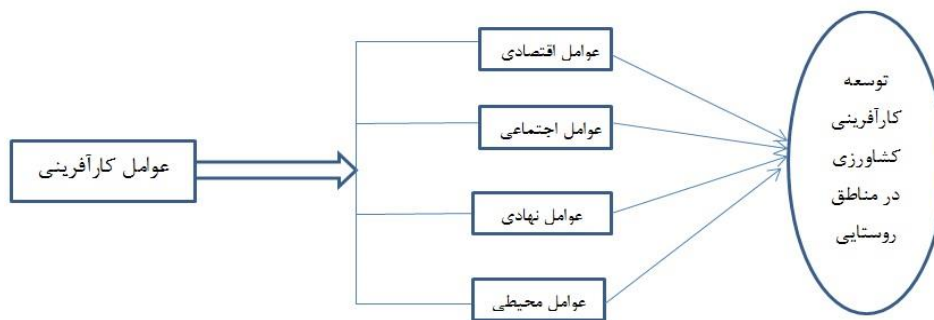 عوامل کارآفرینی
عوامل اقتصادی
عوامل اجتماعی
عوامل نهادی
عوامل محیطی
توسعه
کارآفرینی
کشاورزی
در مناطق
روستایی